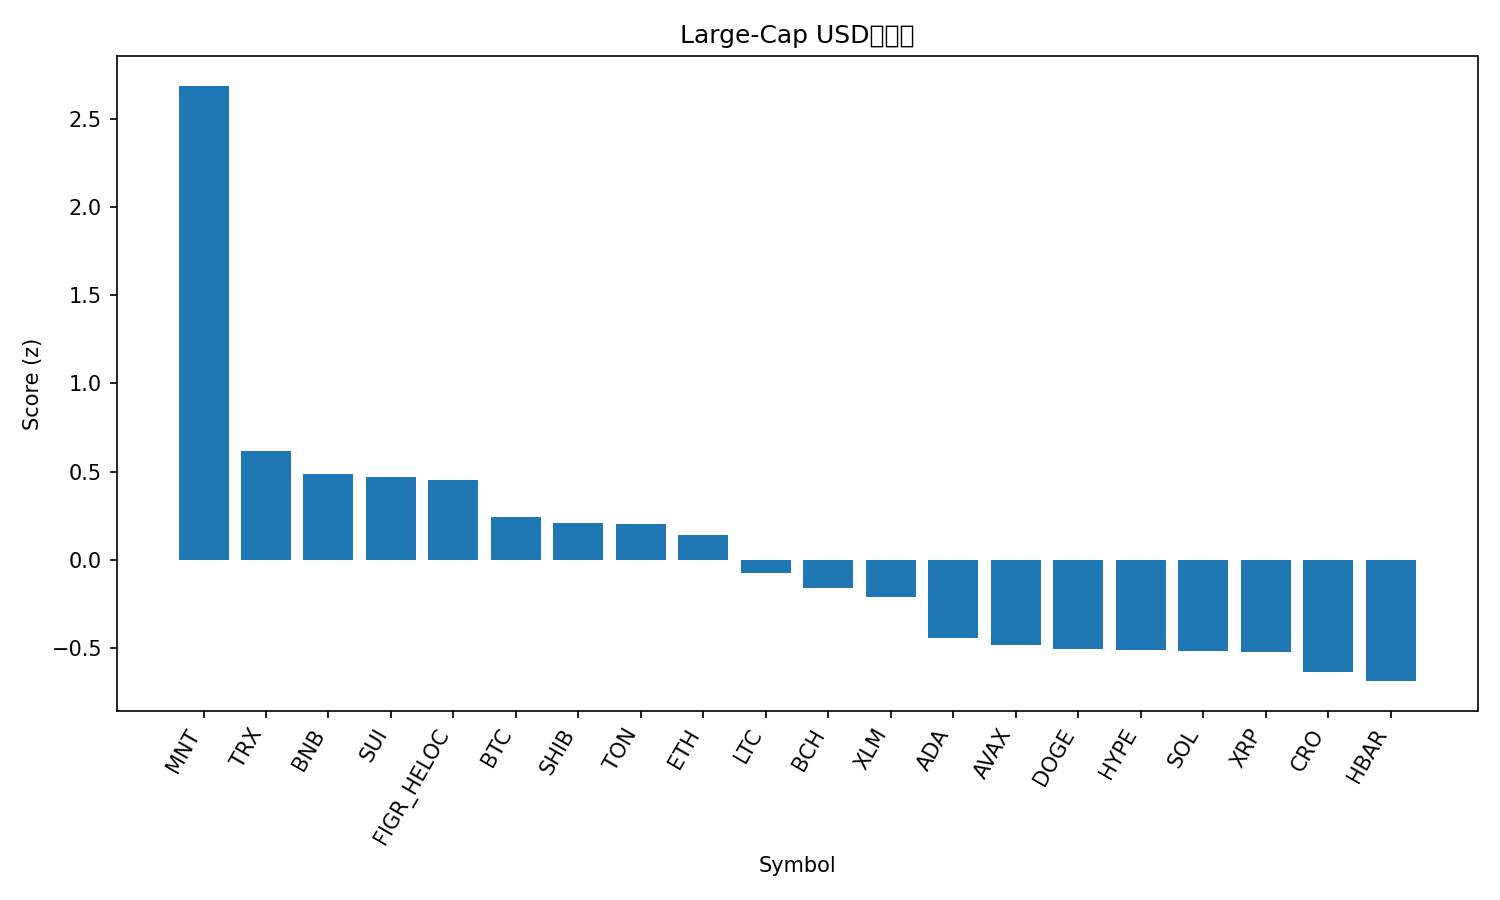 Large-Cap USD
Score (z)
2.5
2.0
1.5
1.0
0.5
0.0
−0.5
MNT
TRX
BNB
SUI
FIGR_HELOC
BTC
SHIB
TON
ETH
LTC
BCH
XLM
ADA
AVAX
DOGE
HYPE
SOL
XRP
CRO
HBAR
Symbol